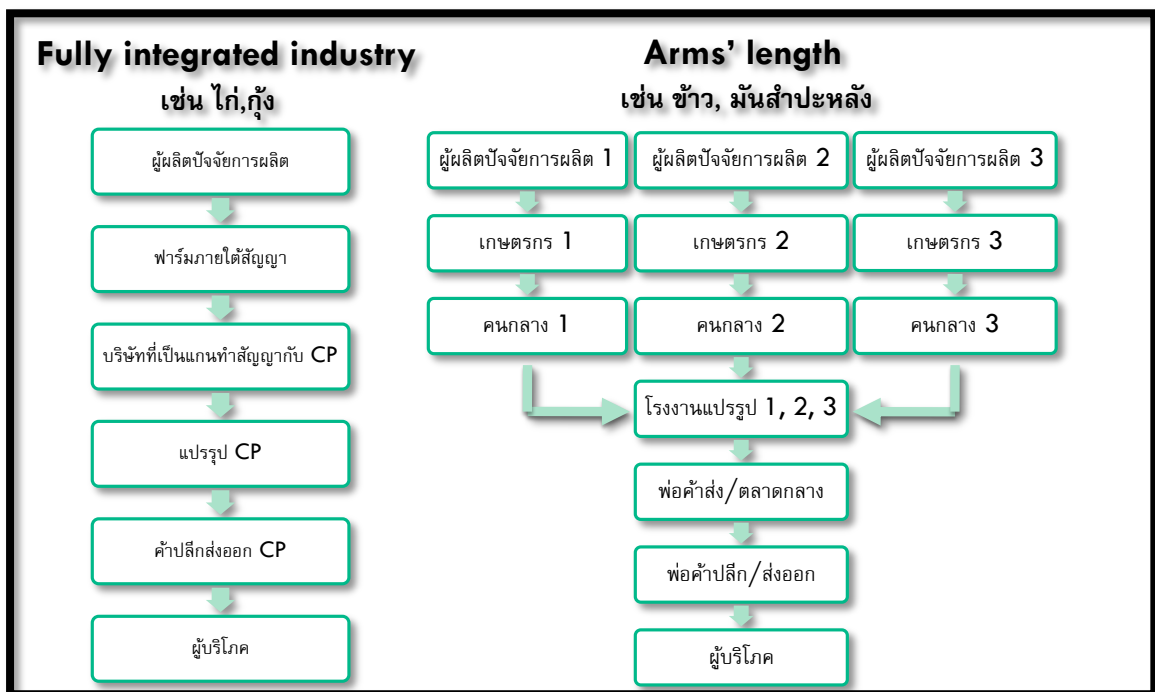 Fully integrated industry
เช่น ไก่,กุ้ง
ผู้ผลิตปัจจัยการผลิต
ฟาร์มภายใต้สัญญา
บริษัทที่เป็นแกนทำสัญญากับ CP
แปรรุป CP
ค้าปลีกส่งออก CP
ผู้บริโภค
Arms’ length
เช่น ข้าว, มันสำปะหลัง
ผู้ผลิตปัจจัยการผลิต 1
ผู้ผลิตปัจจัยการผลิต 2
ผู้ผลิตปัจจัยการผลิต 3
เกษตรกร 1
เกษตรกร 2
เกษตรกร 3
คนกลาง 1
คนกลาง 2
คนกลาง 3
โรงงานแปรรูป 1, 2, 3
พ่อค้าส่ง/ตลาดกลาง
พ่อค้าปลีก/ส่งออก
ผู้บริโภค